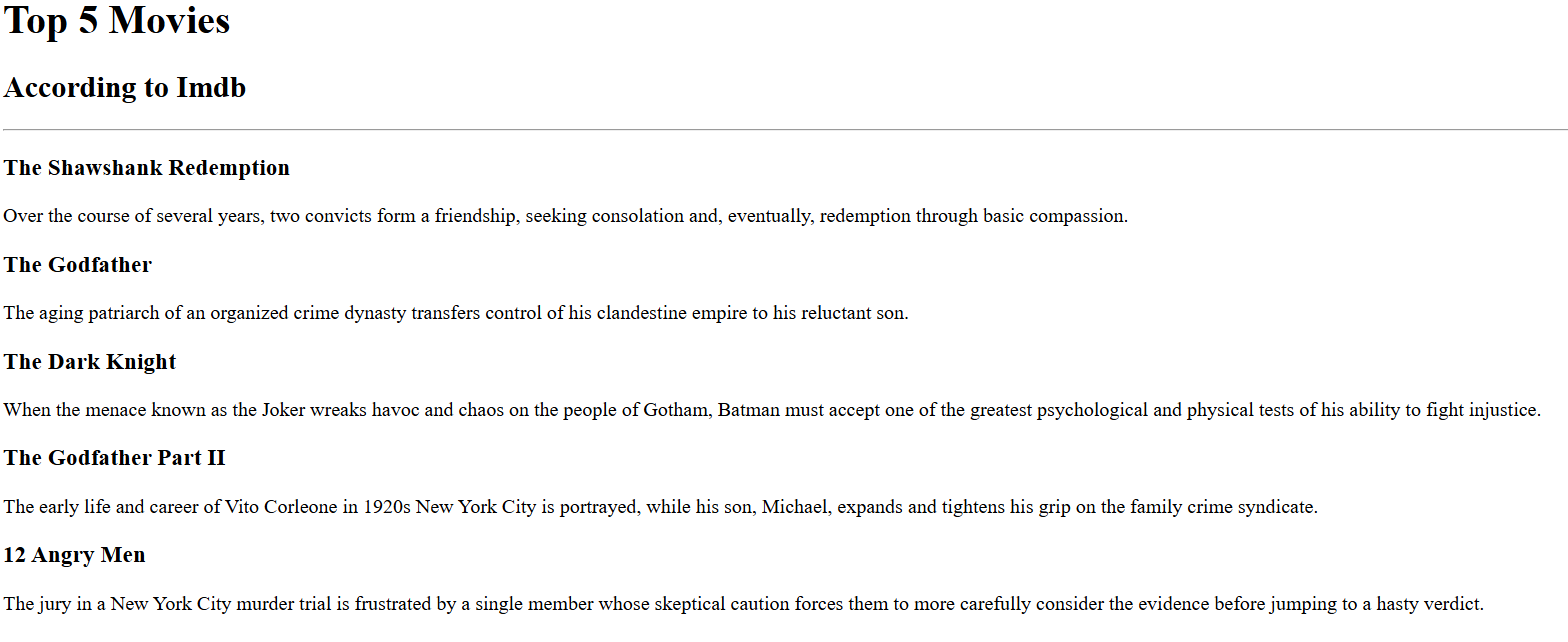 Top 5 Movies
According to Imdb
The Shawshank Redemption
Over the course of several years, two convicts form a friendship, seeking consolation and, eventually, redemption through basic compassion.
The Godfather
The aging patriarch of an organized crime dynasty transfers control of his clandestine empire to his reluctant son.
The Dark Knight
When the menace known as the Joker wreaks havoc and chaos on the people of Gotham, Batman must accept one of the greatest psychological and physical tests of his ability to fight injustice.
The Godfather Part II
The early life and career of Vito Corleone in 1920s New York City is portrayed, while his son, Michael, expands and tightens his grip on the family crime syndicate.
12 Angry Men
The jury in a New York City murder trial is frustrated by a single member whose skeptical caution forces them to more carefully consider the evidence before jumping to a hasty verdict.